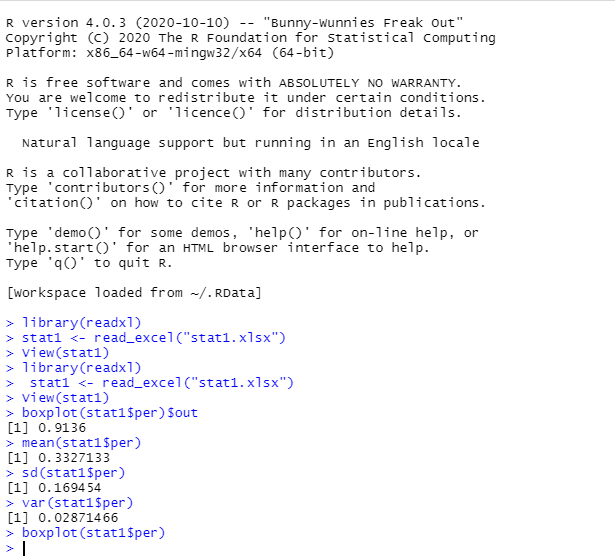 R version 4.0.3 (2020-10-10) -- "Bunny-Wunnies Freak Out"
Copyright (C) 2020 The R Foundation for Statistical Computing
Platform: x86_64-w64-mingw32/x64 (64-bit)
R is free software and comes with ABSOLUTELY NO WARRANTY.
You are welcome to redistribute it under certain conditions.
Type 'license()' or 'licence()' for distribution details.
  Natural language support but running in an English locale
R is a collaborative project with many contributors.
Type 'contributors()' for more information and
'citation()' on how to cite R or R packages in publications.
Type 'demo()' for some demos, 'help()' for on-line help, or
'help.start()' for an HTML browser interface to help.
Type 'q()' to quit R.
[Workspace loaded from ~/.RData]
> library(readxl)
> stat1 <- read_excel("stat1.xlsx")
> View(stat1)
> library(readxl)
>  stat1 <- read_excel("stat1.xlsx")
> View(stat1)
> boxplot(stat1$per)$out
[1] 0.9136
> mean(stat1$per)
[1] 0.3327133
> sd(stat1$per)
[1] 0.169454
> var(stat1$per)
[1] 0.02871466
> boxplot(stat1$per)
>